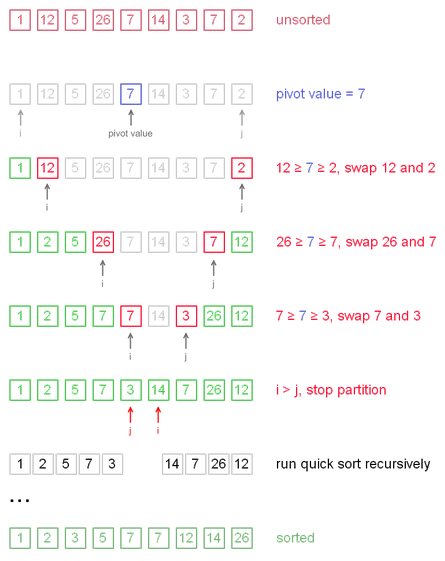 1 12 5 26 7 14 3 7 2 unsorted
1 12 5 26 7 14 3 7 2 pivot value = 7
i pivot value j
1 12 5 26 7 14 3 7 2 12 ≥ 7 ≥ 2, swap 12 and 2
i j
1 2 5 26 7 14 3 7 12 26 ≥ 7 ≥ 7, swap 26 and 7
i j
1 2 5 7 7 14 3 26 12 7 ≥ 7 ≥ 3, swap 7 and 3
i j
1 2 5 7 3 14 7 26 12 i > j, stop partition
j i
1 2 5 7 3 14 7 26 12 run quick sort recursively
...
1 2 3 5 7 7 12 14 26 sorted